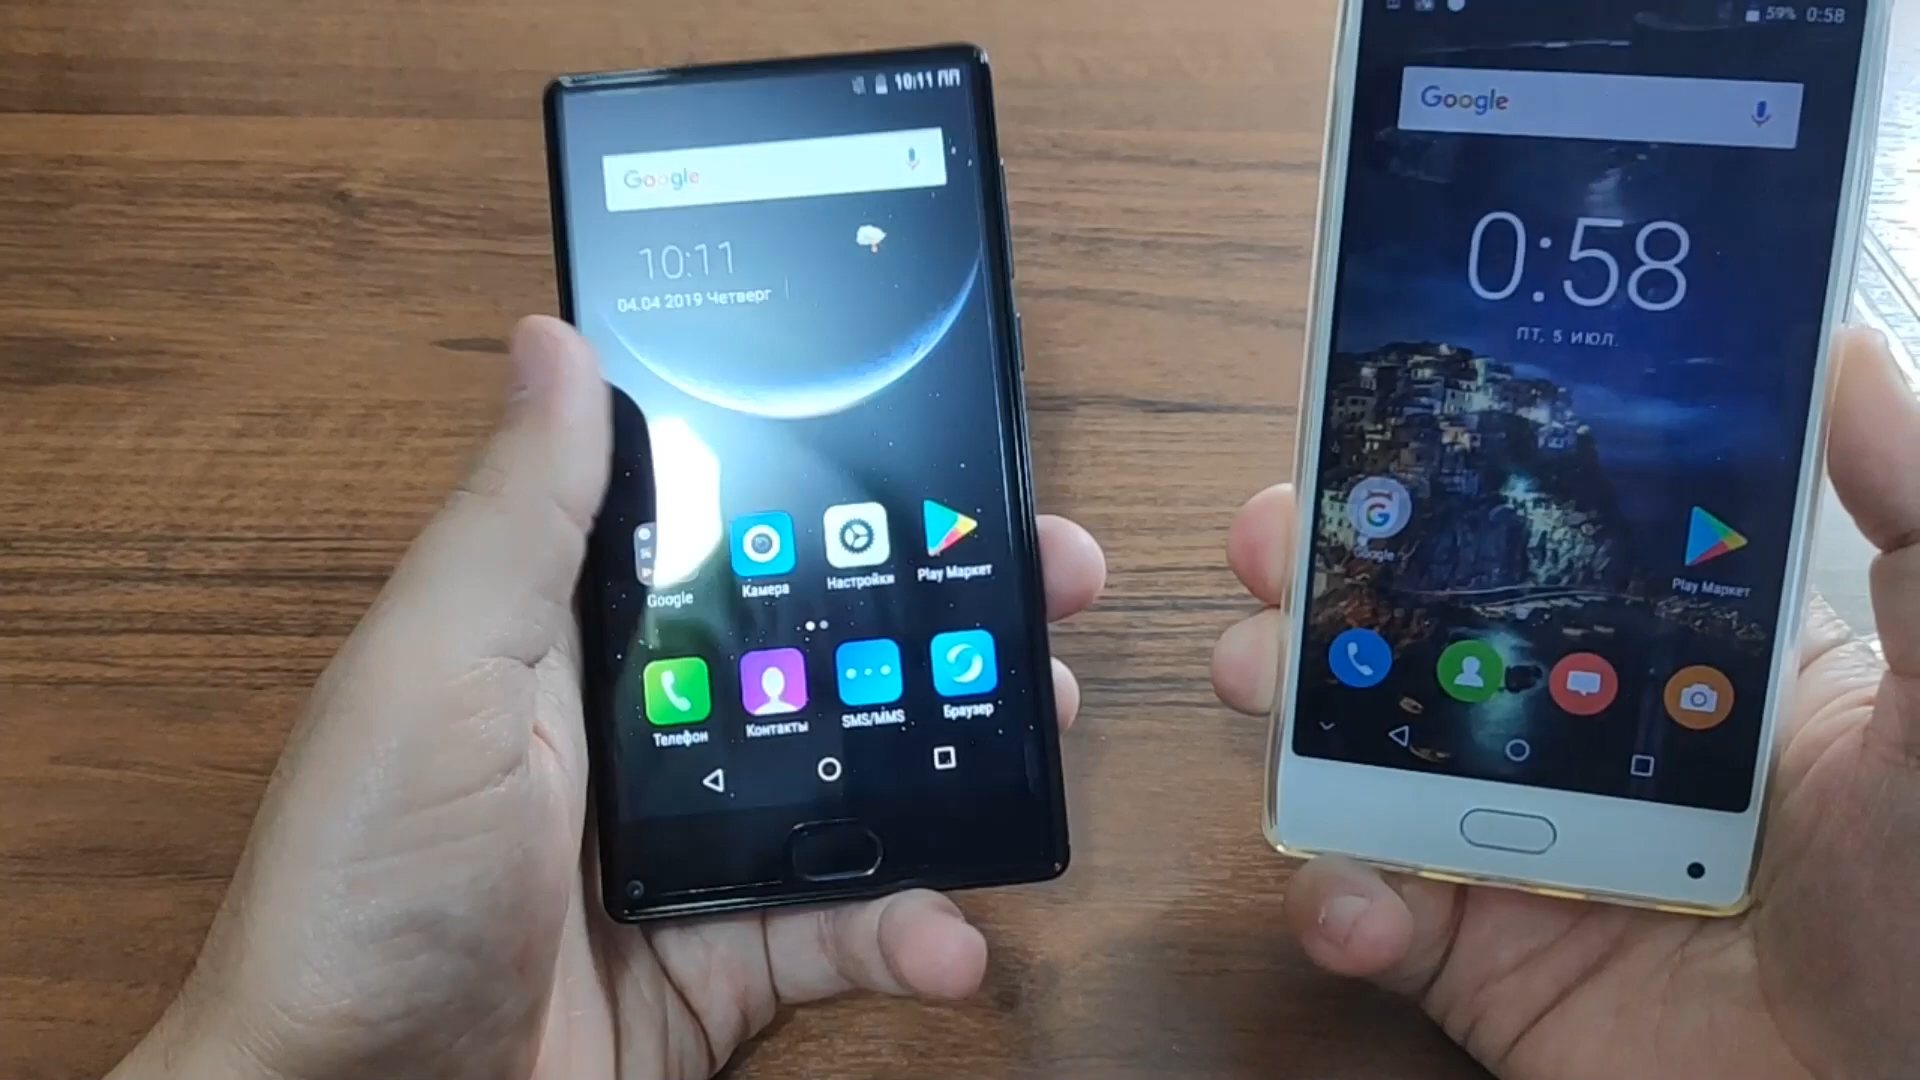 10:11 ПП
Google
10:11
04.04 2019 Четверг
Google
Камера
Настройки
Play Маркет
Телефон
Контакты
SMS/MMS
Браузер
59% 0:58
Google
0:58
ПТ, 5 ИЮЛ.
Google
Play Маркет